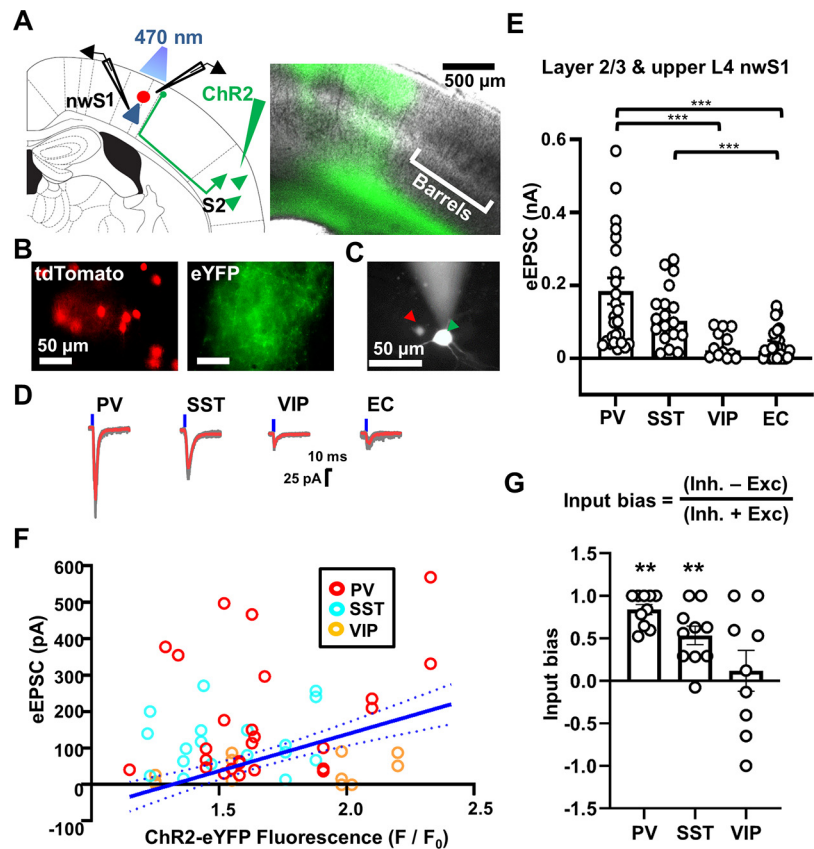 A
470 nm
nwS1
ChR2
S2
500 µm
Barrels
B
tdTomato
50 µm
eYFP
C
50 µm
D
PV
SST
VIP
EC
10 ms
25 pA
E
Layer 2/3 & upper L4 nwS1
***
***
***
eEPSC (nA)
0.6
0.4
0.2
0
PV
SST
VIP
EC
F
eEPSC (pA)
600
500
400
300
200
100
0
-100
PV
SST
VIP
1.5
2.0
2.5
ChR2-eYFP Fluorescence (F / F0)
G
Input bias = (Inh. – Exc)
(Inh. + Exc)
Input bias
1.5
1.0
0.5
0.0
-0.5
-1.0
-1.5
**
**
PV
SST
VIP